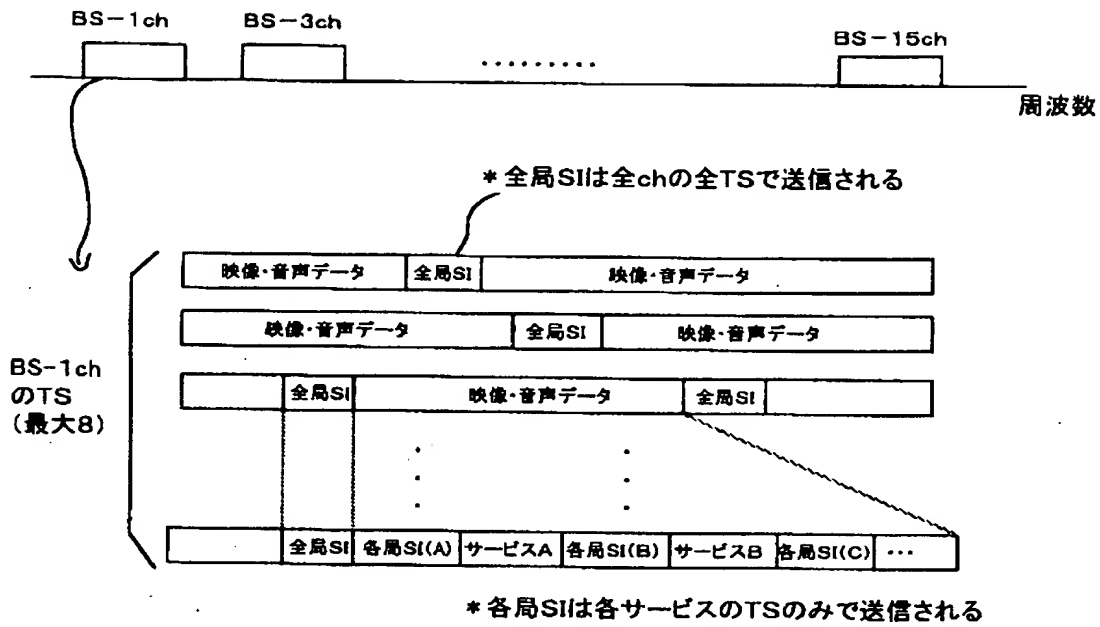 BS-1ch
BS-3ch
BS-15ch
・・・・・・・・・
周波数
*全局SIは全chの全TSで送信される
映像・音声データ 全局SI 映像・音声データ
映像・音声データ 全局SI 映像・音声データ
全局SI 映像・音声データ 全局SI
BS-1ch
のTS
(最大8)
全局SI 各局SI(A) サービスA 各局SI(B) サービスB 各局SI(C) ・・・
*各局SIは各サービスのTSのみで送信される